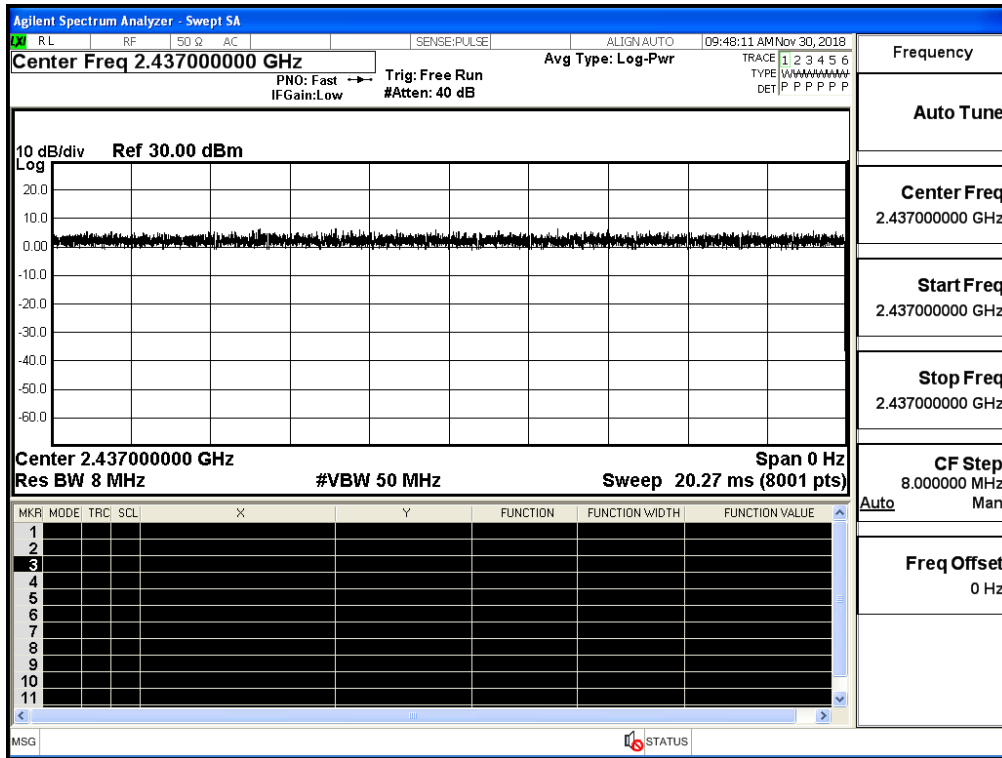 Agilent Spectrum Analyzer - Swept SA
LXI RL RF 50 Ω AC SENSE:PULSE ALIGN AUTO 09:48:11 AM Nov 30, 2018
Center Freq 2.437000000 GHz
PNO: Fast
IFGain:Low
Trig: Free Run
#Atten: 40 dB
Avg Type: Log-Pwr
TRACE 1 2 3 4 5 6
TYPE WWWWWW
DET P P P P P P
10 dB/div Ref 30.00 dBm
Log
20.0
10.0
0.00
-10.0
-20.0
-30.0
-40.0
-50.0
-60.0
Center 2.437000000 GHz Span 0 Hz
Res BW 8 MHz #VBW 50 MHz Sweep 20.27 ms (8001 pts)
MKR MODE TRC SCL X Y FUNCTION FUNCTION WIDTH FUNCTION VALUE
1
2
3
4
5
6
7
8
9
10
11
MSG STATUS
Frequency
Auto Tune
Center Freq
2.437000000 GHz
Start Freq
2.437000000 GHz
Stop Freq
2.437000000 GHz
CF Step
8.000000 MHz
Auto Man
Freq Offset
0 Hz